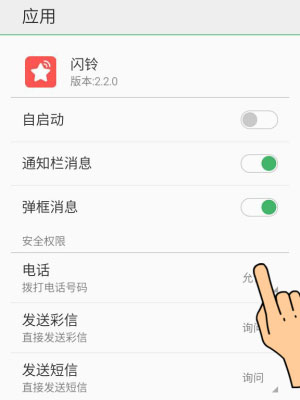 应用
闪铃
版本:2.2.0
自启动
通知栏消息
弹框消息
安全权限
电话
拨打电话号码
发送彩信
直接发送彩信
询问
发送短信
直接发送短信
询问